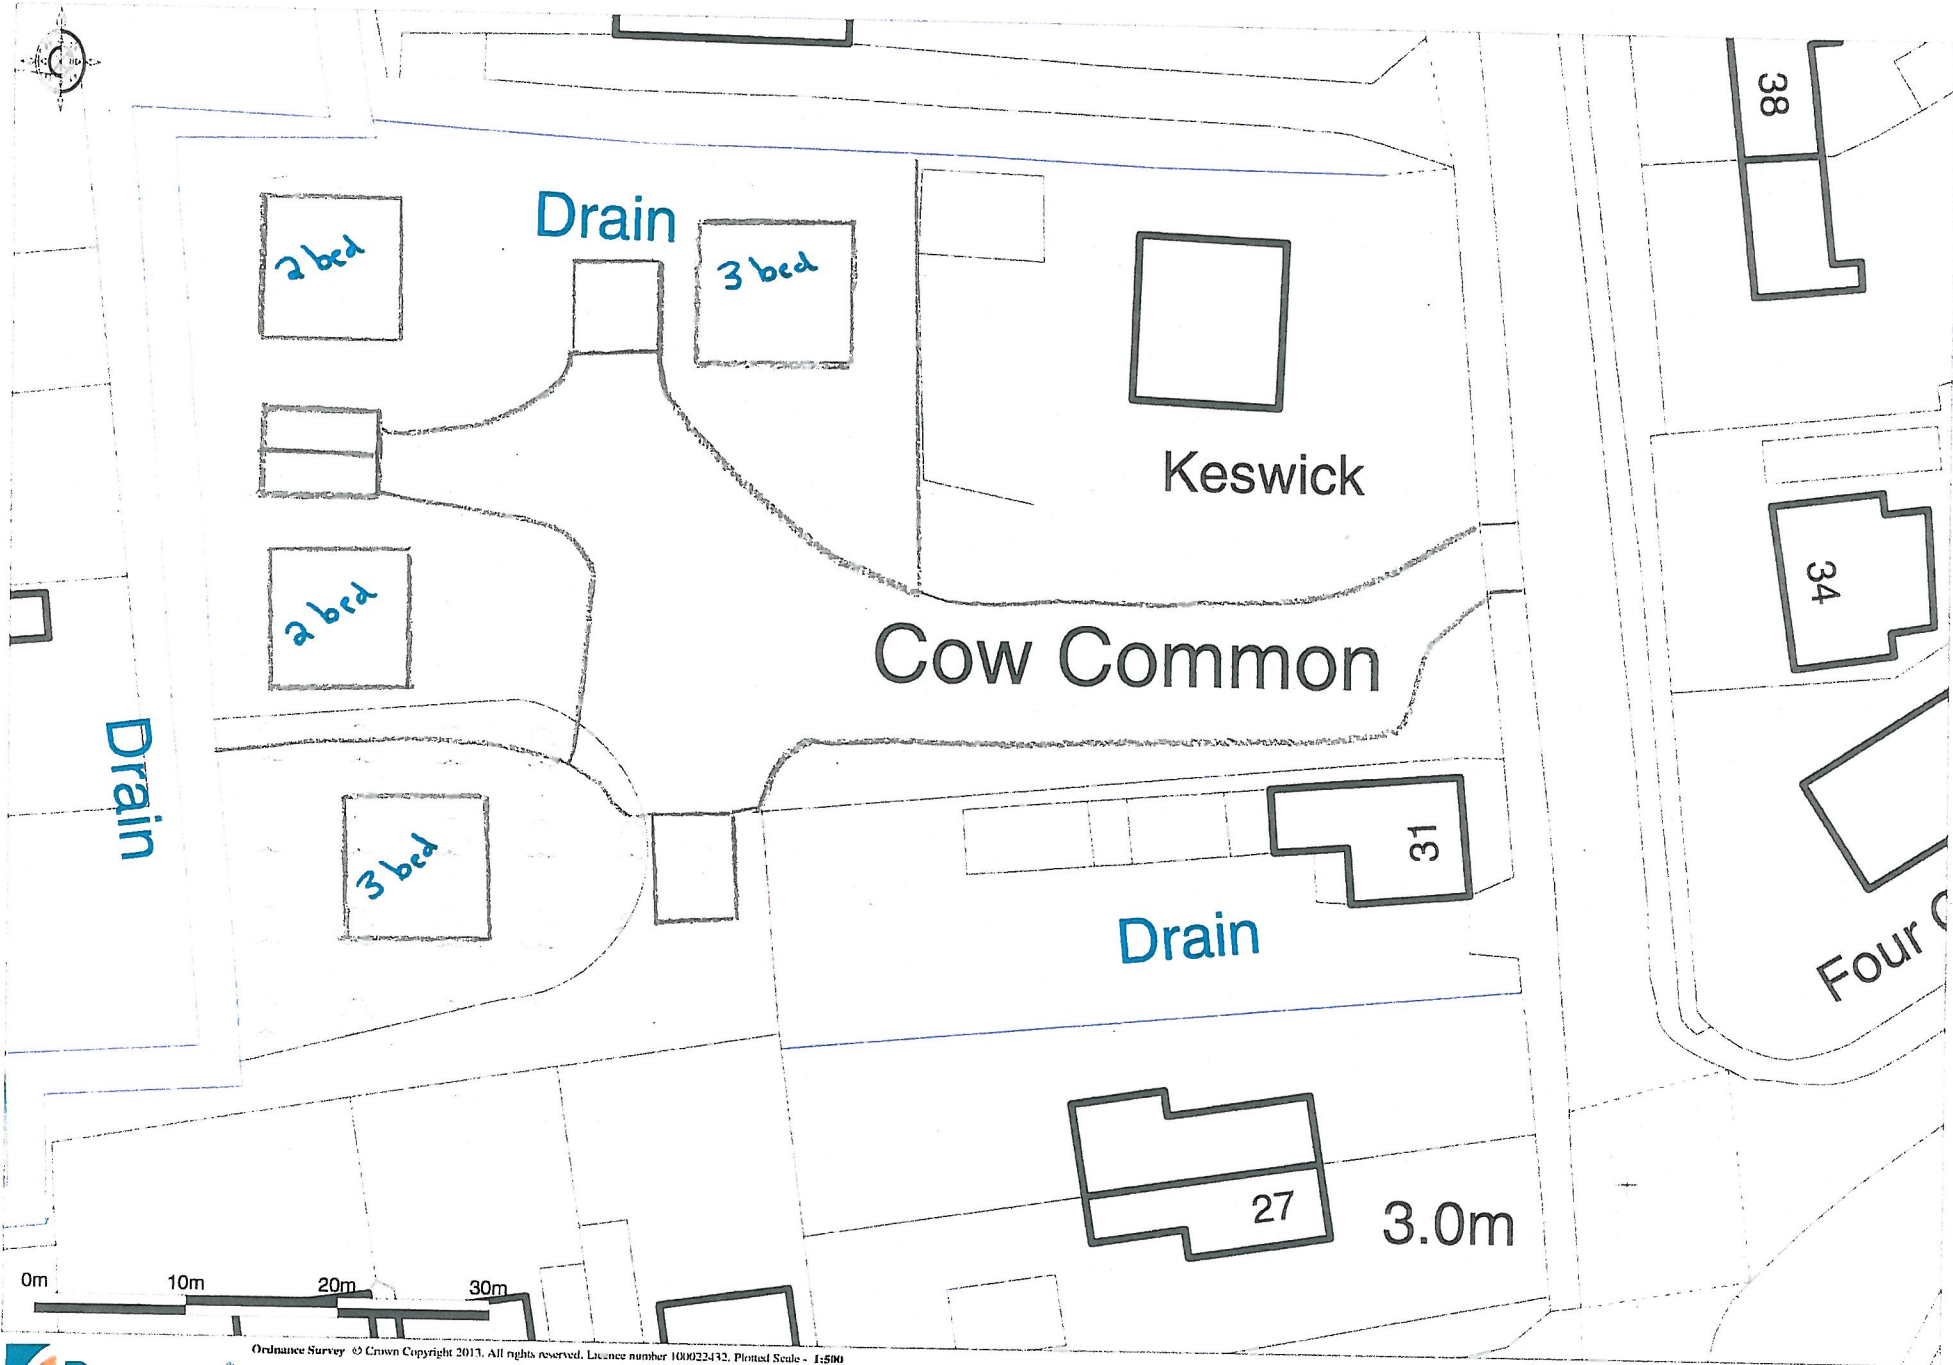 38
Drain
2 bed
3 bed
Keswick
34
2 bed
Cow Common
Drain
3 bed
31
Drain
Four
27
3.0m
0m 10m 20m 30m
Ordnance Survey © Crown Copyright 2013. All rights reserved. Licence number 100022432. Plotted Scale - 1:500